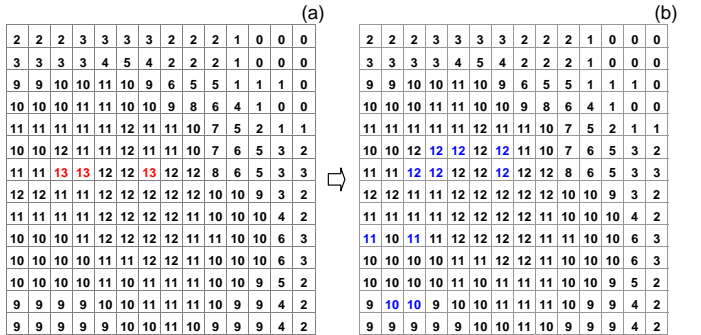 (a)
2 2 2 3 3 3 3 2 2 2 1 0 0 0
3 3 3 3 4 5 4 2 2 2 1 0 0 0
9 9 10 10 11 10 9 6 5 5 1 1 1 0
10 10 10 11 11 10 10 9 8 6 4 1 0 0
11 11 11 11 11 12 11 11 10 7 5 2 1 1
10 10 12 11 11 12 11 11 10 7 6 5 3 2
11 11 13 13 12 12 13 12 12 8 6 5 3 3
12 12 11 11 12 12 12 12 12 10 10 9 3 2
11 11 11 11 12 12 12 12 11 10 10 10 4 2
10 10 10 11 12 12 12 12 11 11 10 10 6 3
10 10 10 10 11 11 12 12 11 10 10 10 6 3
10 10 10 10 11 10 11 11 11 10 10 9 5 2
9 9 9 9 10 10 11 11 11 10 9 9 4 2
9 9 9 9 9 10 10 11 10 9 9 9 4 2
(b)
2 2 2 3 3 3 3 2 2 2 1 0 0 0
3 3 3 3 4 5 4 2 2 2 1 0 0 0
9 9 10 10 11 10 9 6 5 5 1 1 1 0
10 10 10 11 11 10 10 9 8 6 4 1 0 0
11 11 11 11 11 12 11 11 10 7 5 2 1 1
10 10 12 12 12 12 12 11 10 7 6 5 3 2
11 11 12 12 12 12 12 12 12 8 6 5 3 3
12 12 11 11 12 12 12 12 12 10 10 9 3 2
11 11 11 11 12 12 12 12 11 10 10 10 4 2
11 10 11 11 12 12 12 12 11 11 10 10 6 3
10 10 10 10 11 11 12 12 11 10 10 10 6 3
10 10 10 10 11 10 11 11 11 10 10 9 5 2
9 10 10 9 10 10 11 11 11 10 9 9 4 2
9 9 9 9 9 10 10 11 10 9 9 9 4 2